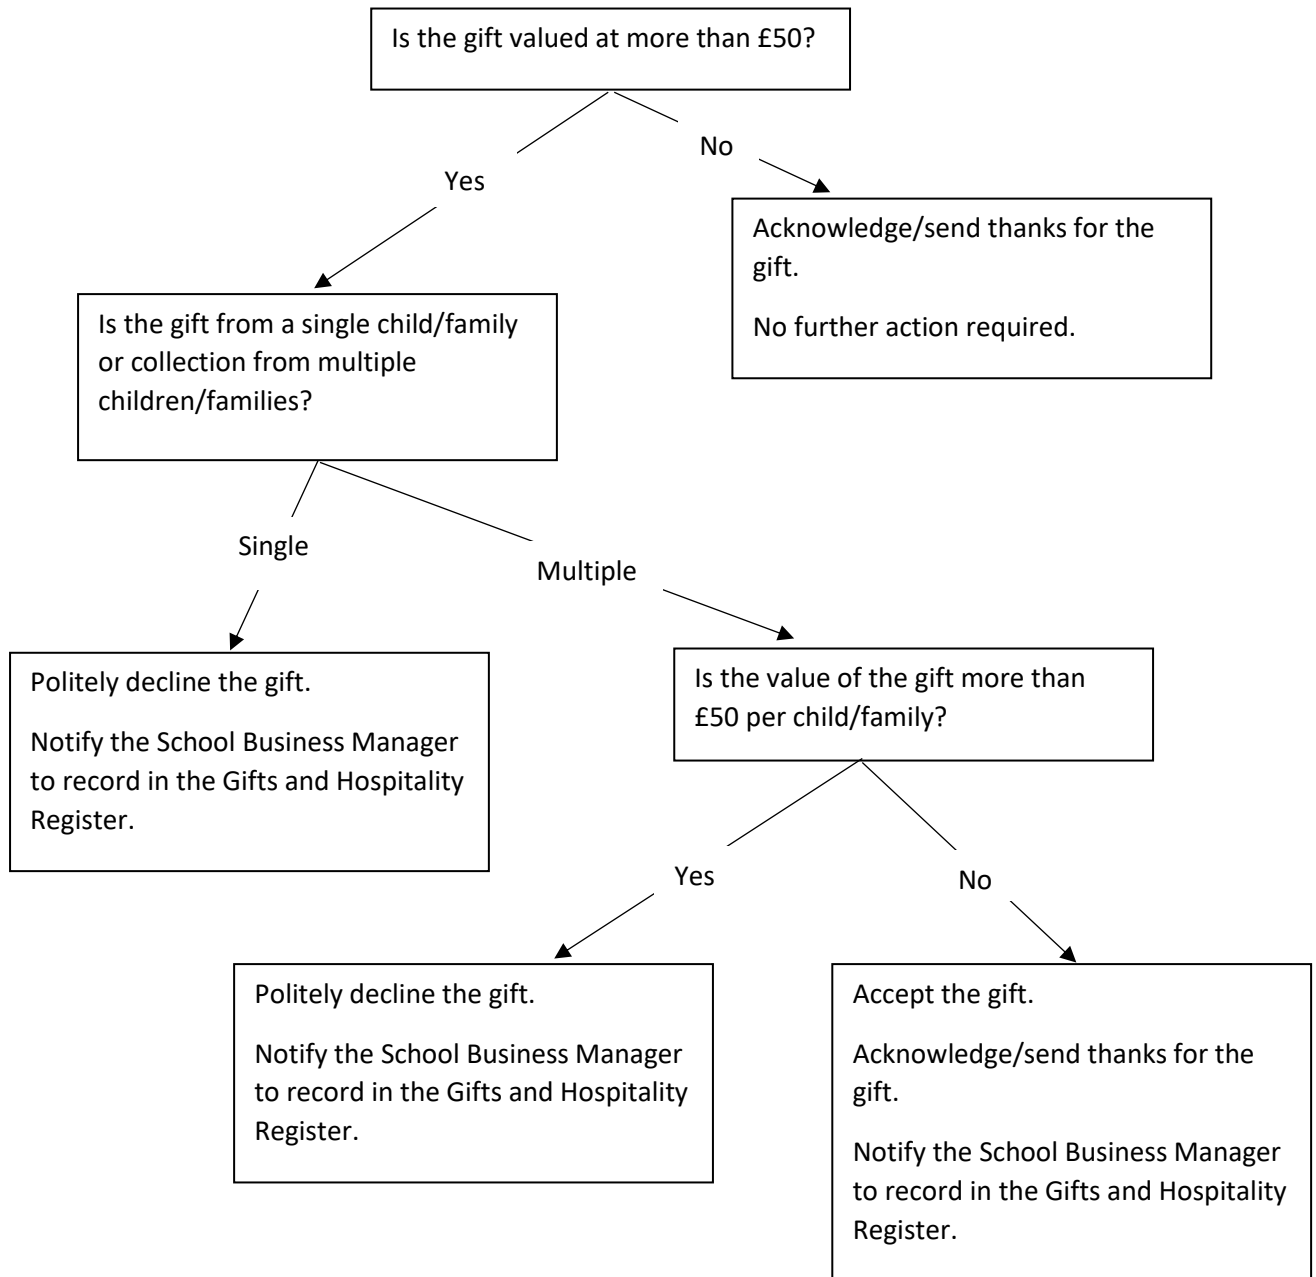 Is the gift valued at more than £50?
No
Yes
Acknowledge/send thanks for the
gift.
No further action required.
Is the gift from a single child/family
or collection from multiple
children/families?
Single
Multiple
Politely decline the gift.
Notify the School Business Manager
to record in the Gifts and Hospitality
Register.
Is the value of the gift more than
£50 per child/family?
Yes
No
Politely decline the gift.
Notify the School Business Manager
to record in the Gifts and Hospitality
Register.
Accept the gift.
Acknowledge/send thanks for the
gift.
Notify the School Business Manager
to record in the Gifts and Hospitality
Register.